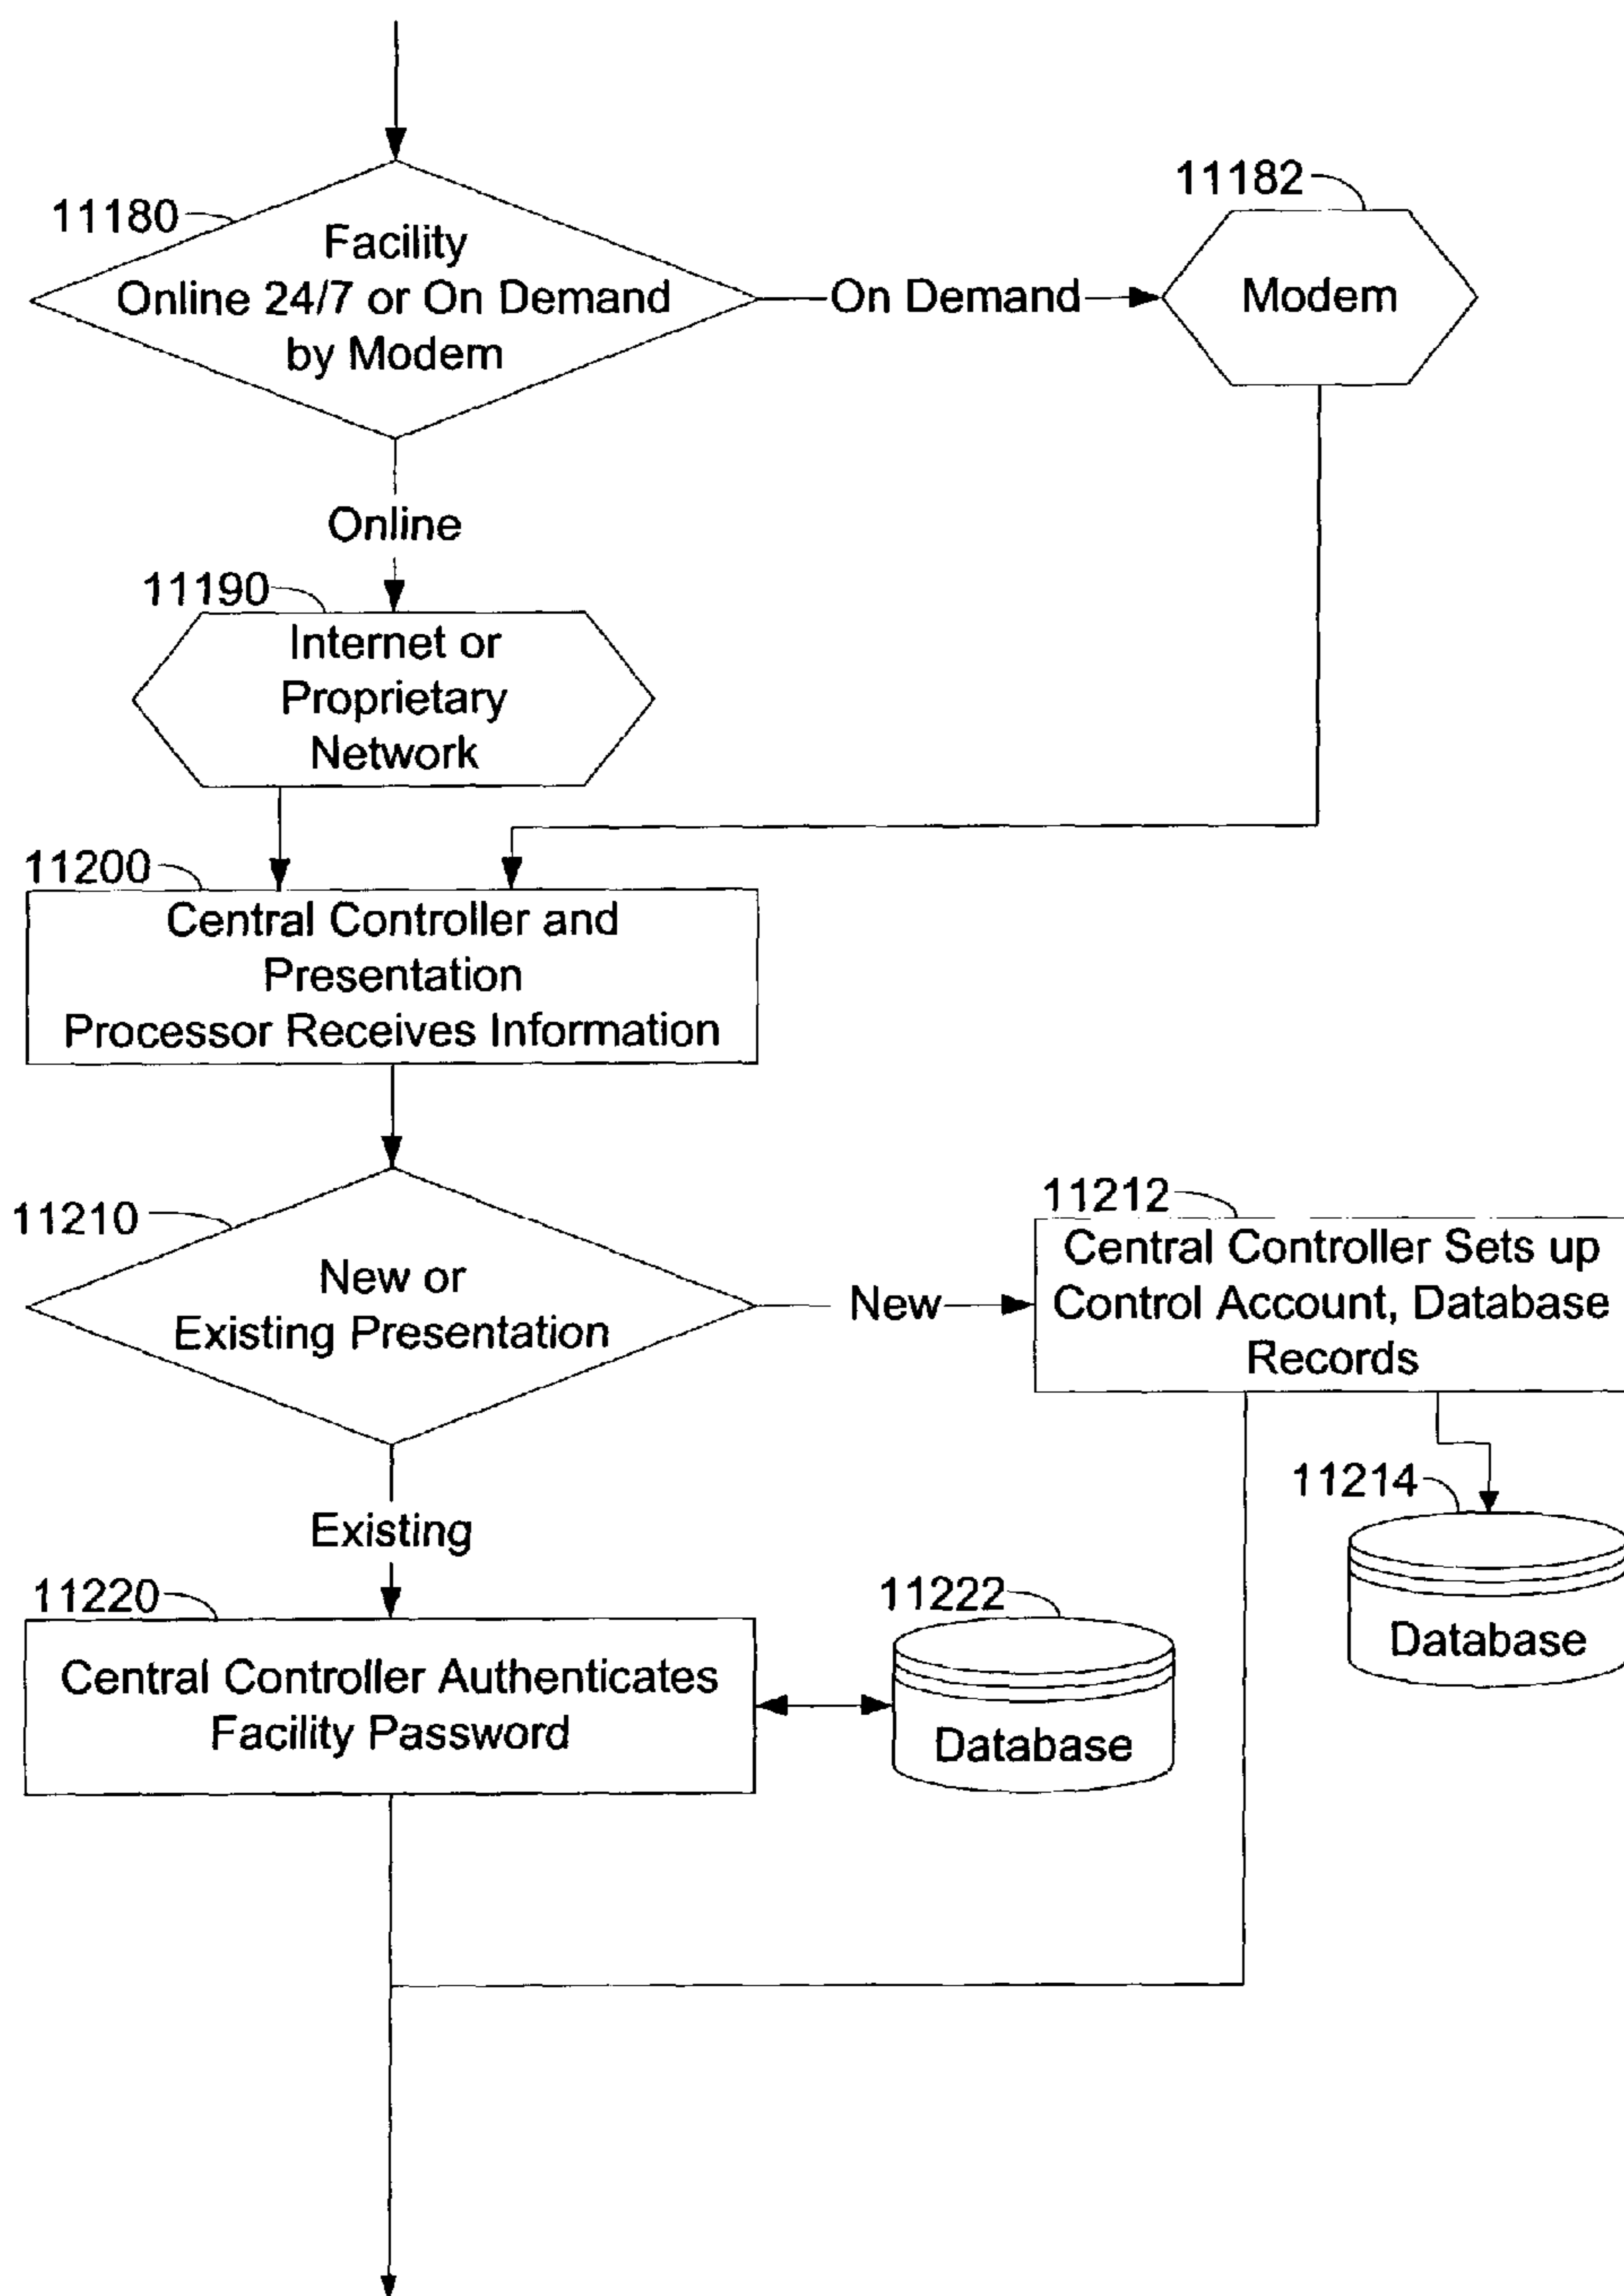 11180
Facility
Online 24/7 or On Demand
by Modem
On Demand
11182
Modem
Online
11190
Internet or
Proprietary
Network
11200
Central Controller and
Presentation
Processor Receives Information
11210
New or
Existing Presentation
New
11212
Central Controller Sets up
Control Account, Database
Records
11214
Database
Existing
11220
Central Controller Authenticates
Facility Password
11222
Database